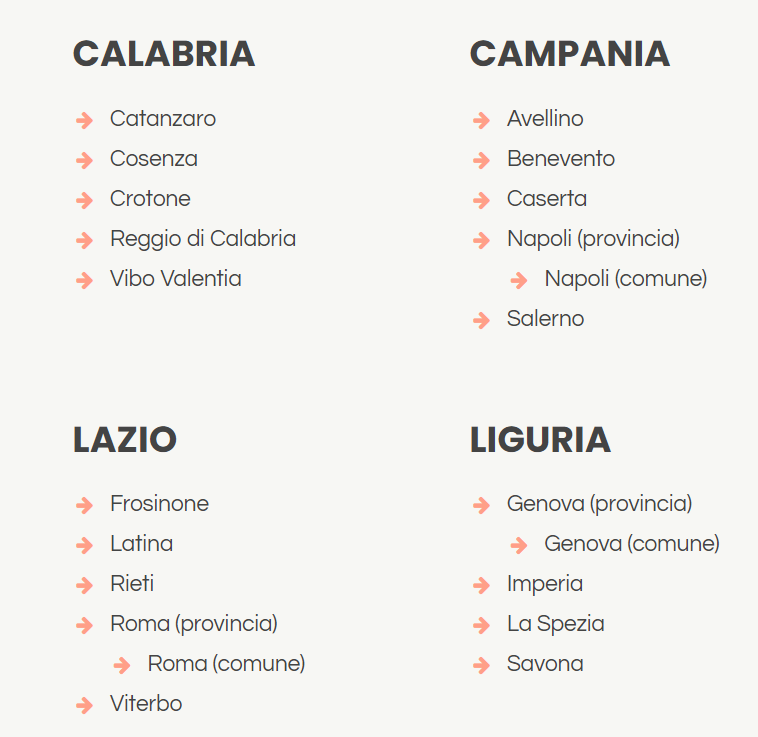 CALABRIA
Catanzaro
Cosenza
Crotone
Reggio di Calabria
Vibo Valentia
CAMPANIA
Avellino
Benevento
Caserta
Napoli (provincia)
Napoli (comune)
Salerno
LAZIO
Frosinone
Latina
Rieti
Roma (provincia)
Roma (comune)
Viterbo
LIGURIA
Genova (provincia)
Genova (comune)
Imperia
La Spezia
Savona